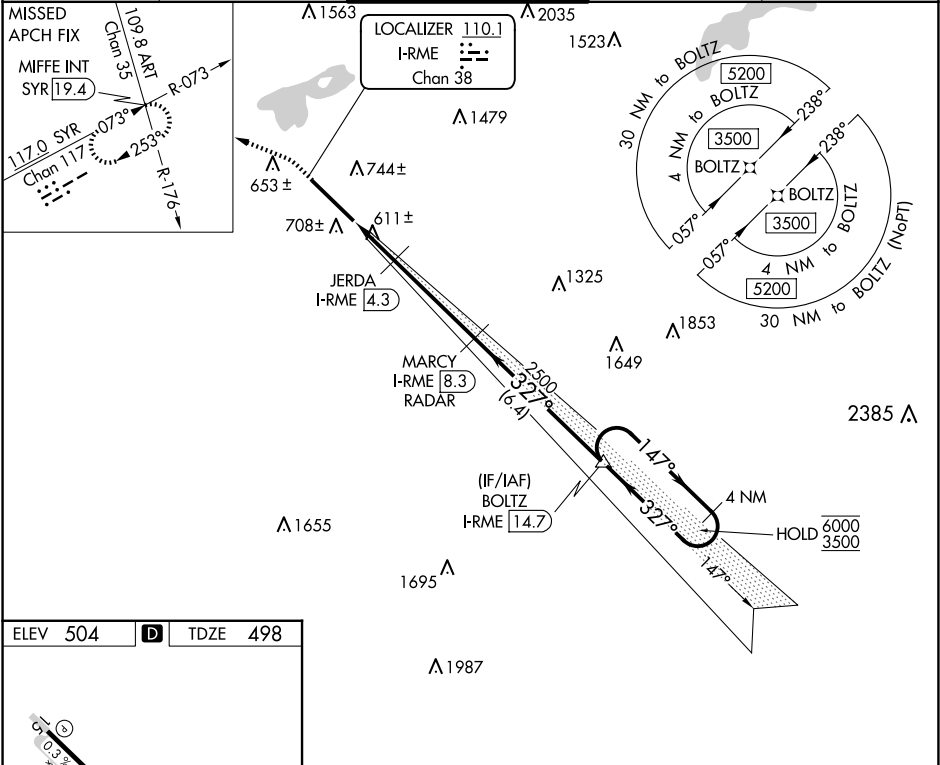 MISSED
APCH FIX
109.8 ART
Chan 35
MIFFE INT
SYR 19.4
R-073
073°
253°
117.0 SYR
Chan 117
R-176
1563
2035
LOCALIZER 110.1
I-RME
Chan 38
1523
1479
653 ±
744±
708±
611±
30 NM to BOLTZ
5200
4 NM to BOLTZ
238°
3500
BOLTZ
057°
238°
BOLTZ
3500
057°
4 NM to BOLTZ
5200
30 NM to BOLTZ (NoPT)
JERDA
I-RME 4.3
1325
1853
1649
MARCY
I-RME 8.3
RADAR
2500
327°
(6.4)
2385
147°
(IF/IAF)
BOLTZ
I-RME 14.7
4 NM
327°
HOLD 6000
3500
147°
1655
1695
1987
ELEV 504 D TDZE 498
15
P
0.3 %